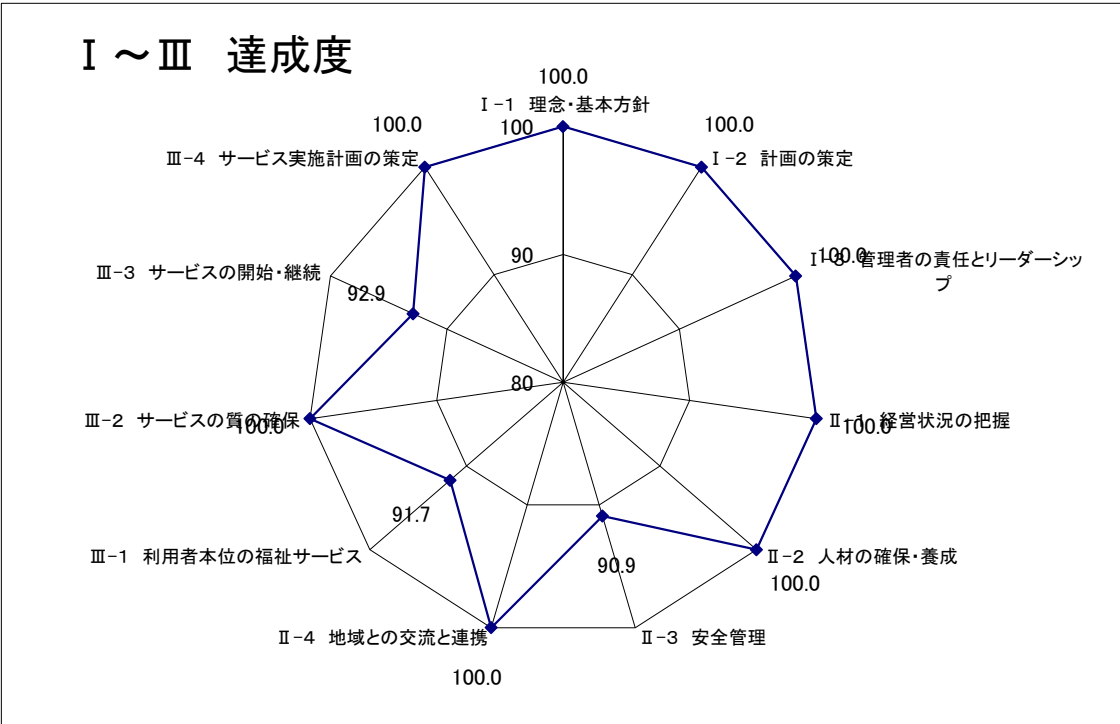 Ⅰ～Ⅲ 達成度
100.0
Ⅰ-1 理念・基本方針
100
90
80
100.0
Ⅰ-2 計画の策定
100.0
Ⅰ-3 管理者の責任とリーダーシッ
プ
Ⅱ-1 経営状況の把握
100.0
Ⅱ-2 人材の確保・養成
100.0
90.9
Ⅱ-3 安全管理
Ⅱ-4 地域との交流と連携
100.0
91.7
Ⅲ-1 利用者本位の福祉サービス
Ⅲ-2 サービスの質の確保
100.0
Ⅲ-3 サービスの開始・継続
92.9
100.0
Ⅲ-4 サービス実施計画の策定